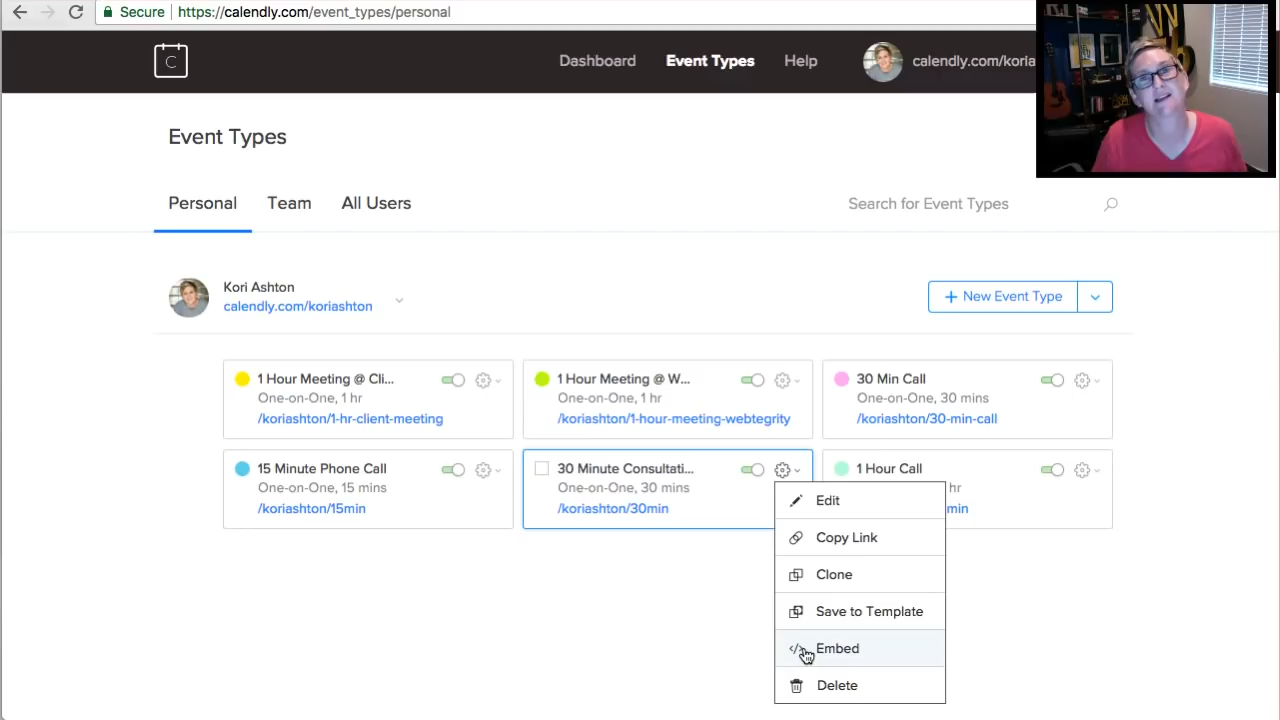 Secure https://calendly.com/event_types/personal
C
Dashboard Event Types Help calendly.com/koria
Event Types
Personal Team All Users
Search for Event Types
Kori Ashton
calendly.com/koriashton
+ New Event Type
1 Hour Meeting @ Cli...
One-on-One, 1 hr
/koriashton/1-hr-client-meeting
1 Hour Meeting @ W...
One-on-One, 1 hr
/koriashton/1-hour-meeting-webtegrity
30 Min Call
One-on-One, 30 mins
/koriashton/30-min-call
15 Minute Phone Call
One-on-One, 15 mins
/koriashton/15min
30 Minute Consultati...
One-on-One, 30 mins
/koriashton/30min
1 Hour Call
hr
min
Edit
Copy Link
Clone
Save to Template
</> Embed
Delete